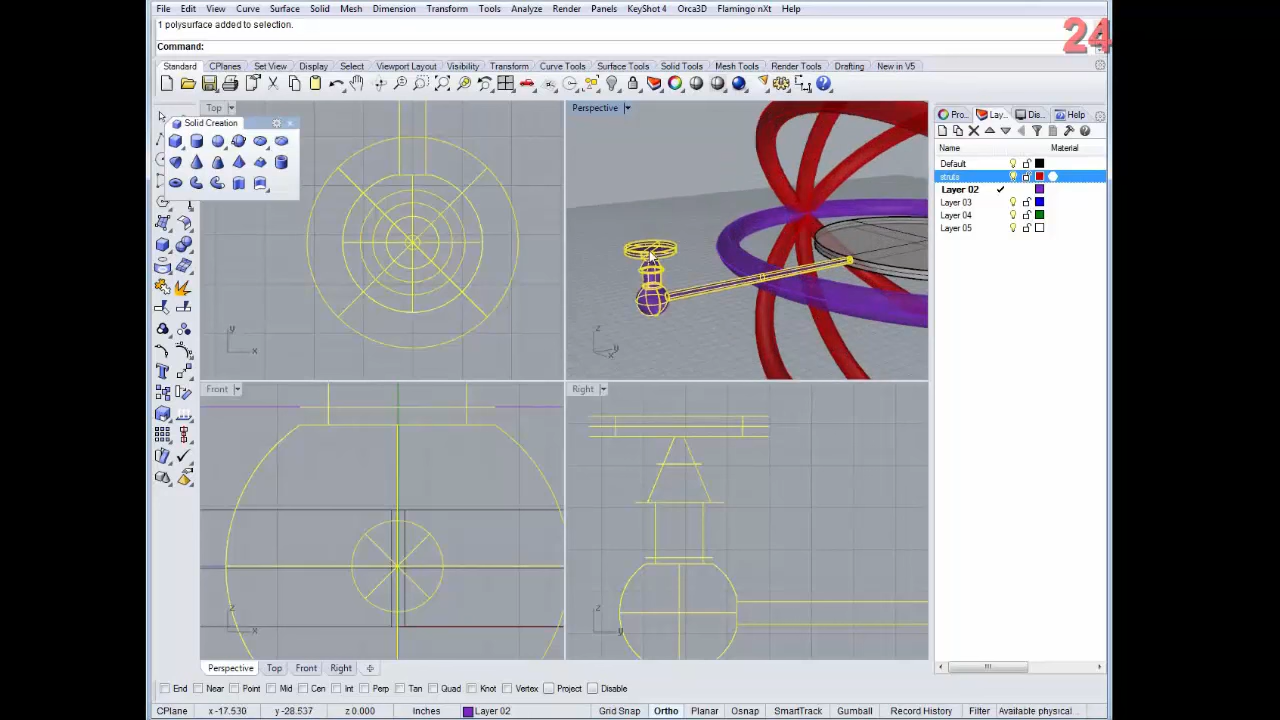 File Edit View Curve Surface Solid Mesh Dimension Transform Tools Analyze Render Panels KeyShot 4 Orca3D Flamingo nXt Help
24
1 polysurface added to selection.
Command:
Standard CPlanes Set View Display Select Viewport Layout Visibility Transform Curve Tools Surface Tools Solid Tools Mesh Tools Render Tools Drafting New in V5
Top
Perspective
Pro... Lay... Dis... Help
Solid Creation
Name Material
Default
struts
Layer 02
Layer 03
Layer 04
Layer 05
y
x
z
y
x
Front
Right
z
x
z
y
Perspective Top Front Right
End Near Point Mid Cen Int Perp Tan Quad Knot Vertex Project Disable
CPlane x -17.530 y -28.537 z 0.000 Inches Layer 02 Grid Snap Ortho Planar Osnap SmartTrack Gumball Record History Filter Available physical...